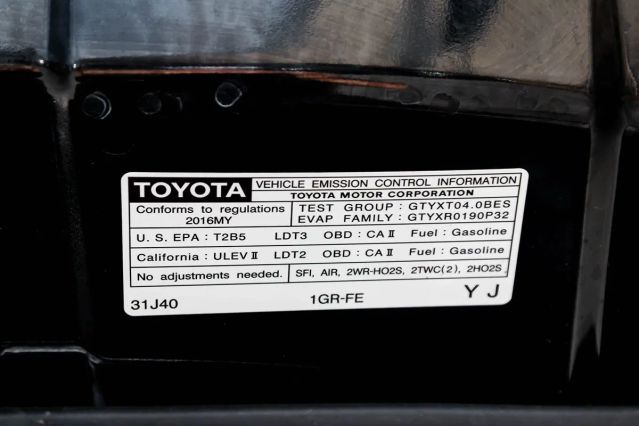 TOYOTA VEHICLE EMISSION CONTROL INFORMATION
TOYOTA MOTOR CORPORATION
Conforms to regulations TEST GROUP : GTYXT04.0BES
2016MY EVAP FAMILY : GTYXR0190P32
U. S. EPA : T2B5 LDT3 OBD : CA II Fuel : Gasoline
California : ULEV II LDT2 OBD : CA II Fuel : Gasoline
No adjustments needed. SFI, AIR, 2WR-HO2S, 2TWC(2), 2HO2S
31J40 1GR-FE Y J